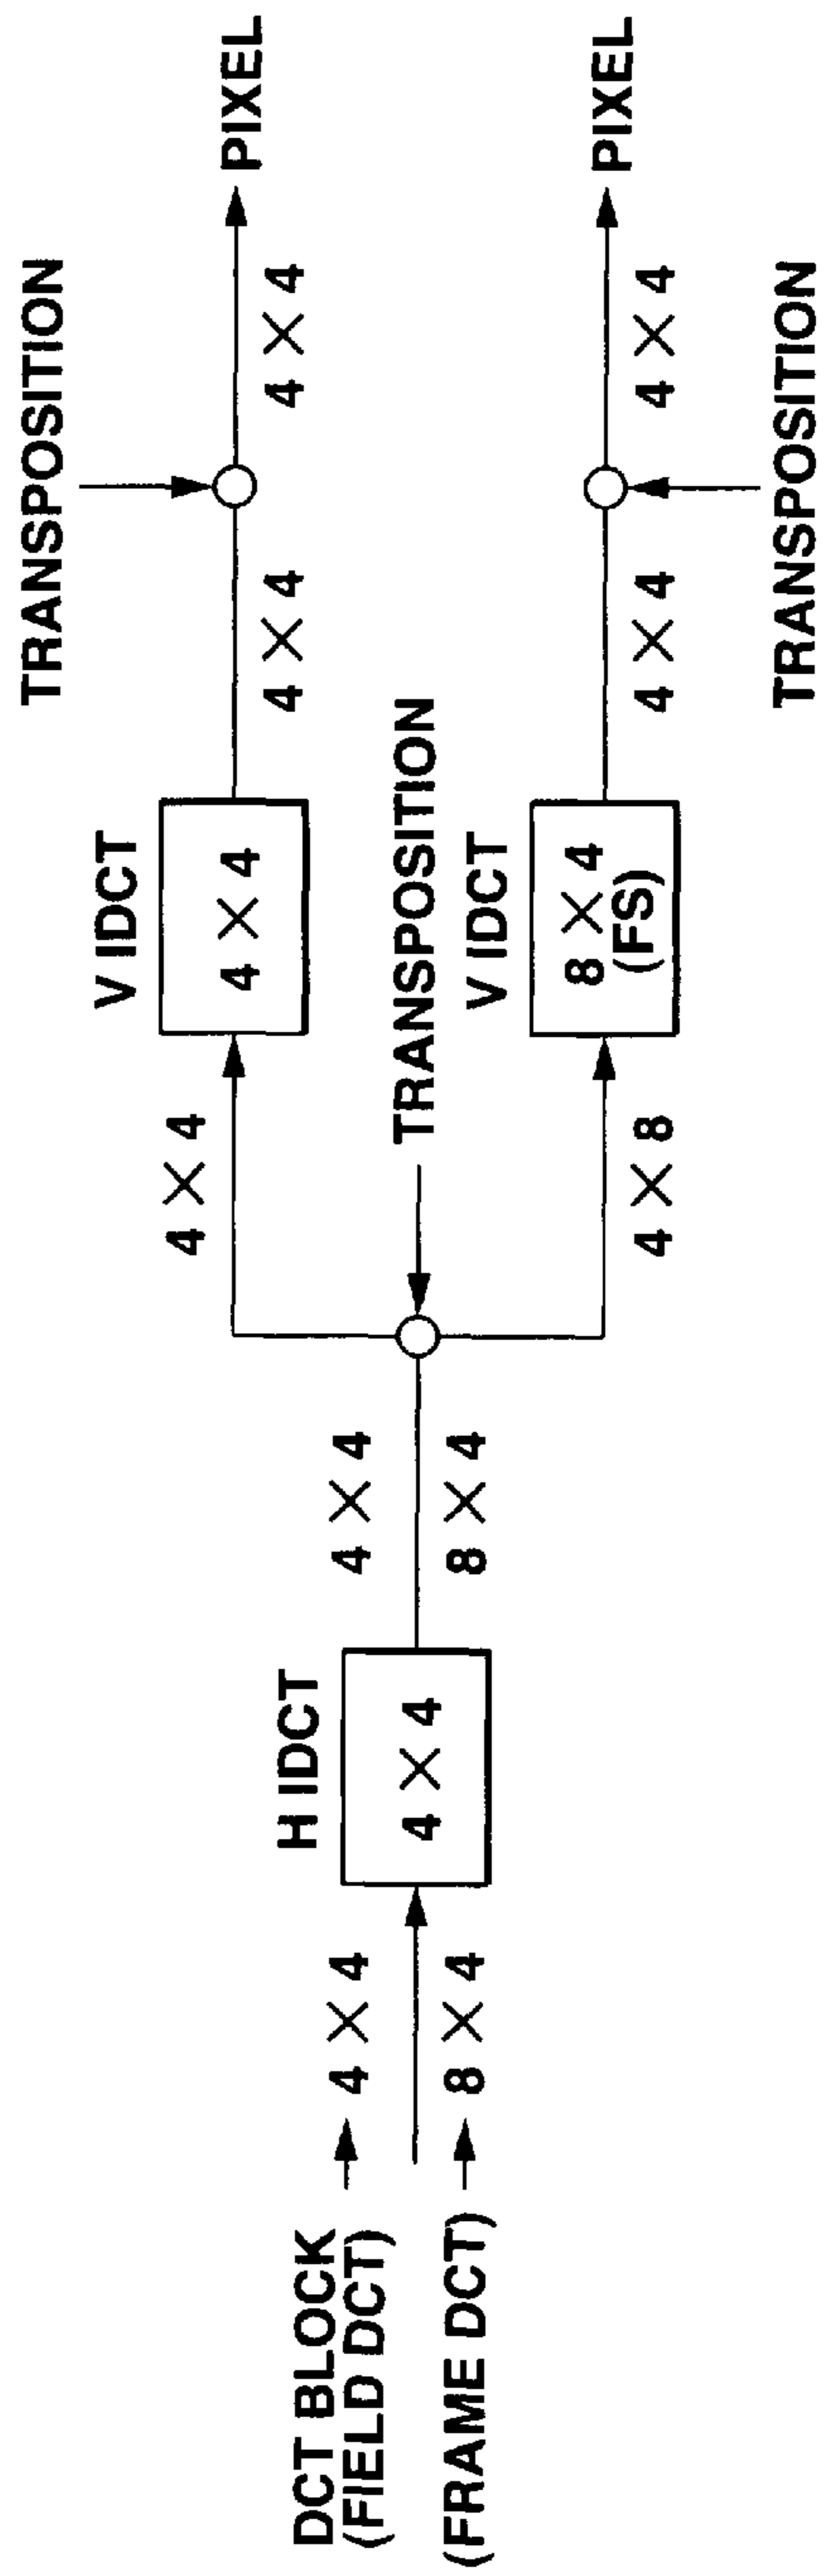 DCT BLOCK
(FIELD DCT)
4 × 4
(FRAME DCT)
8 × 4
H IDCT
4 × 4
4 × 4
8 × 4
TRANSPOSITION
4 × 4
V IDCT
4 × 4
4 × 4
TRANSPOSITION
4 × 4
PIXEL
4 × 8
V IDCT
8 × 4
(FS)
4 × 4
TRANSPOSITION
4 × 4
PIXEL